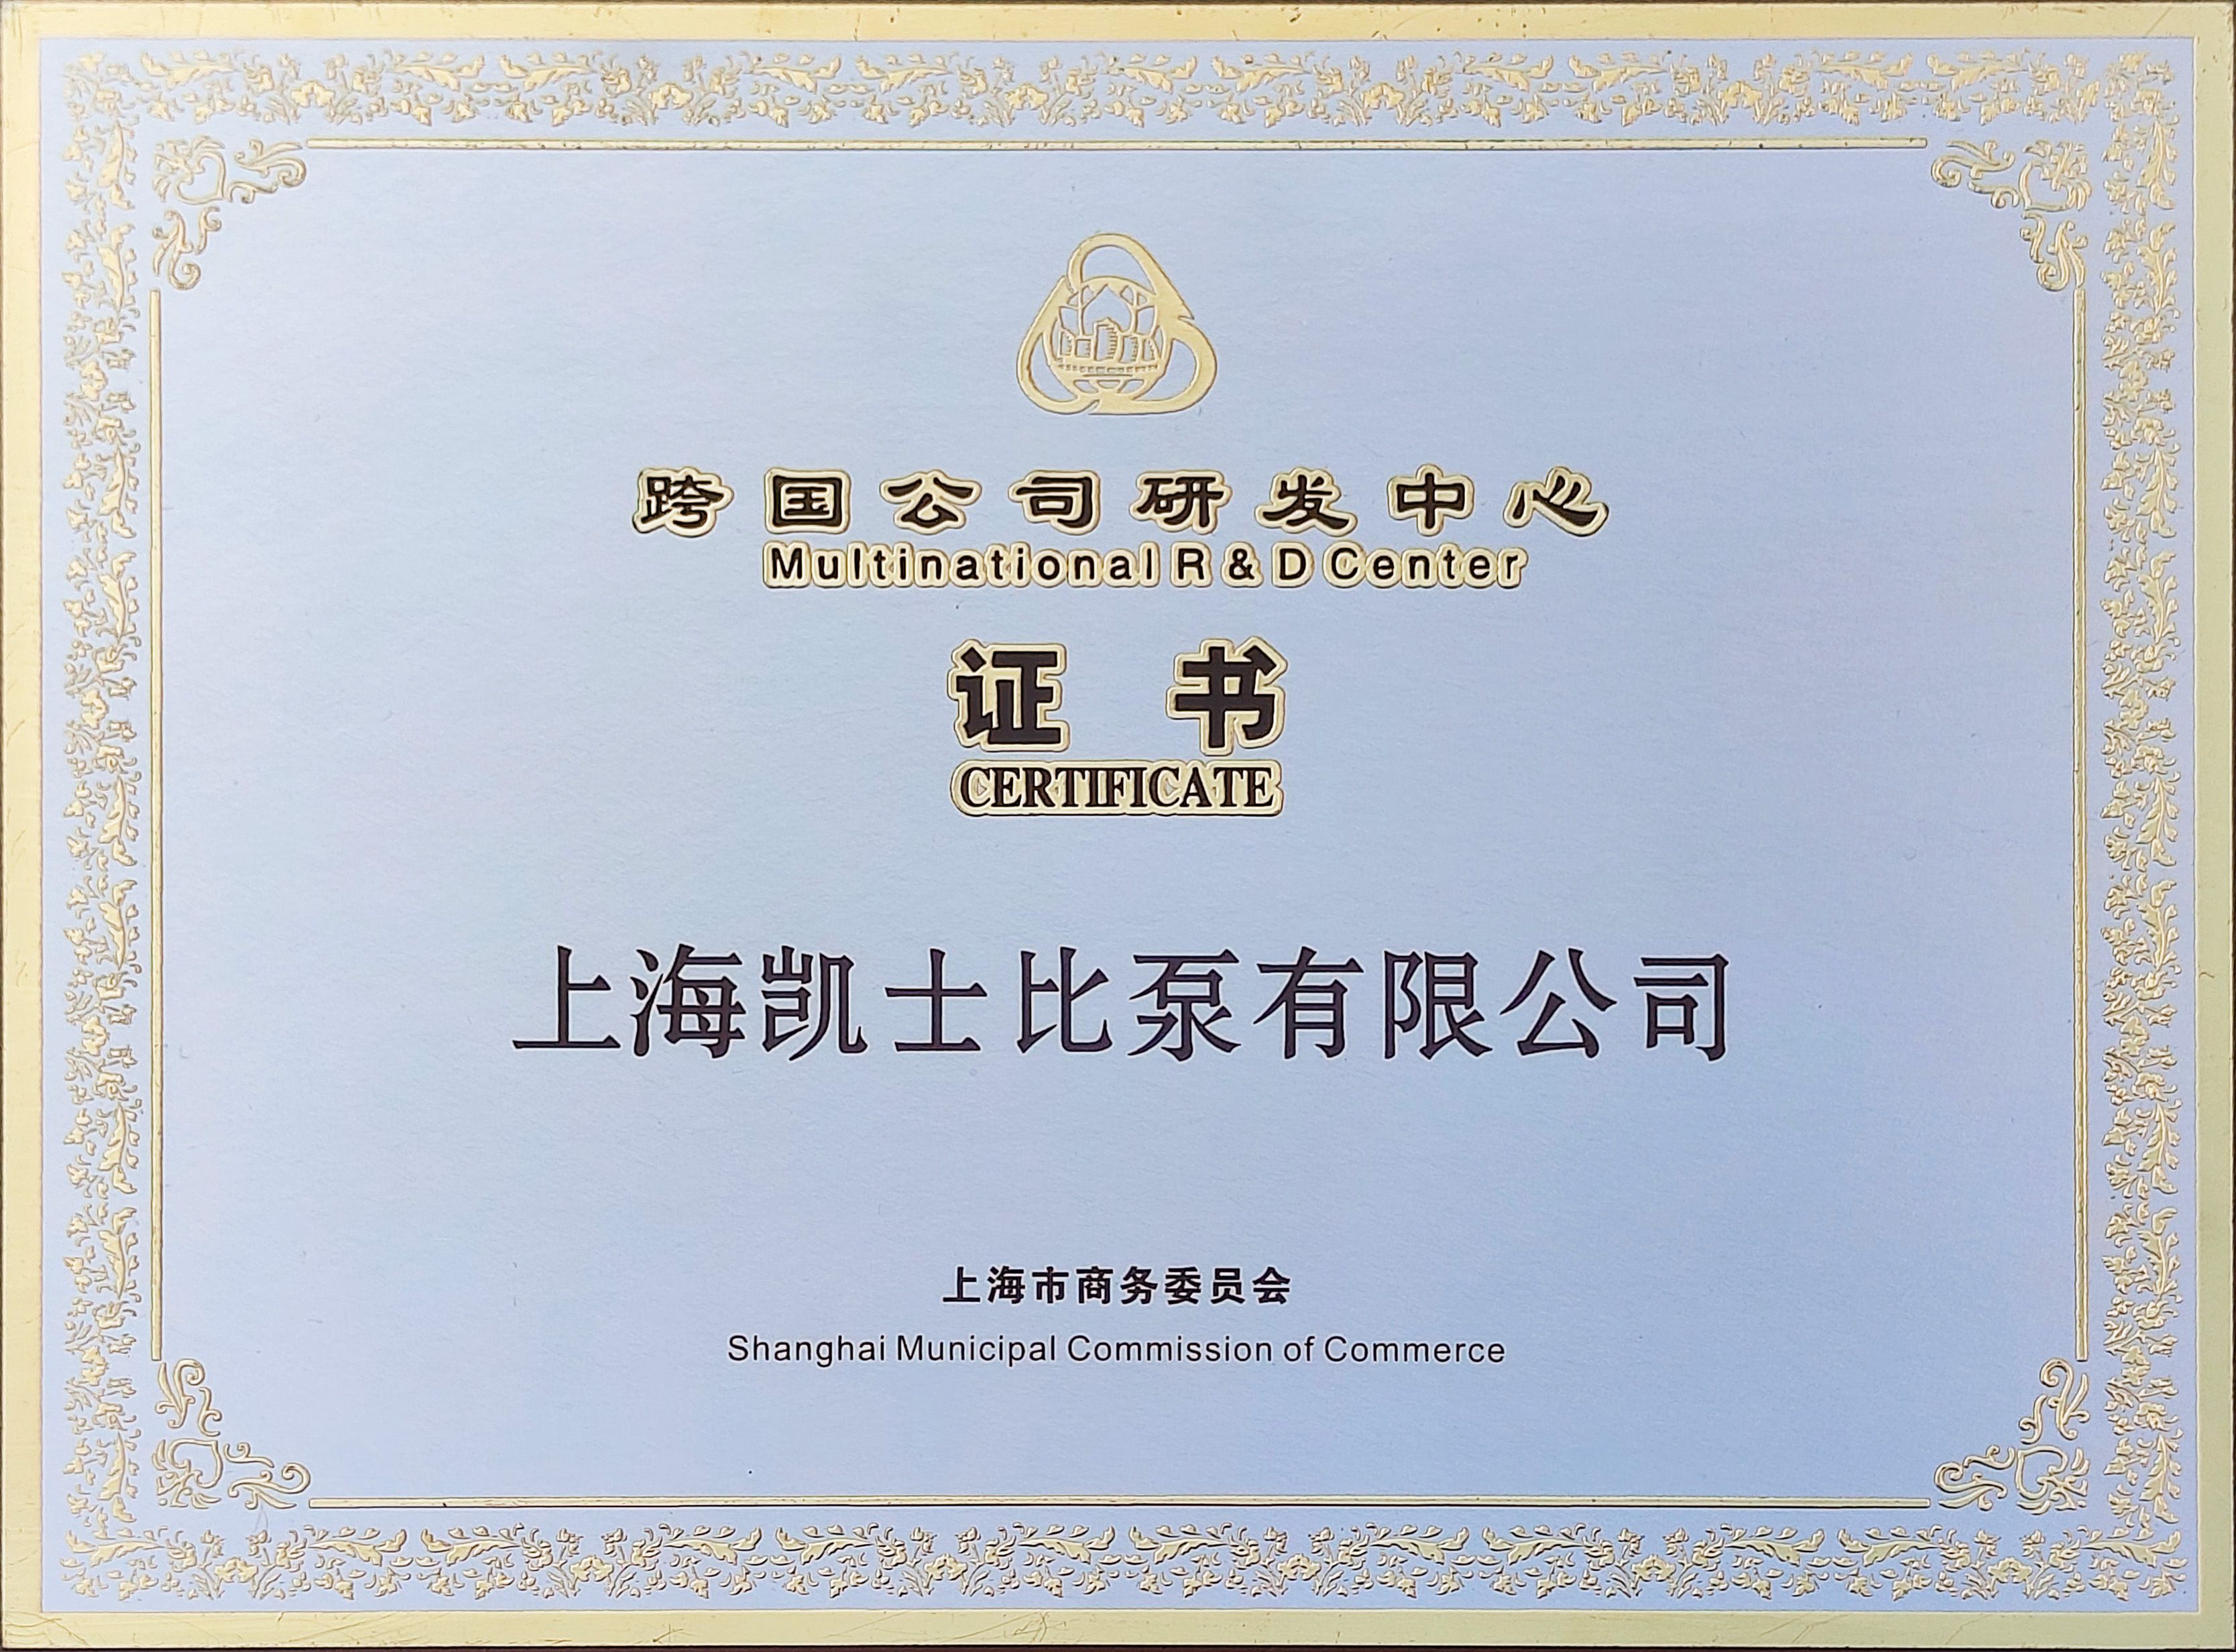 跨国公司研发中心
Multinational R & D Center
证书
CERTIFICATE
上海凯士比泵有限公司
上海市商务委员会
Shanghai Municipal Commission of Commerce